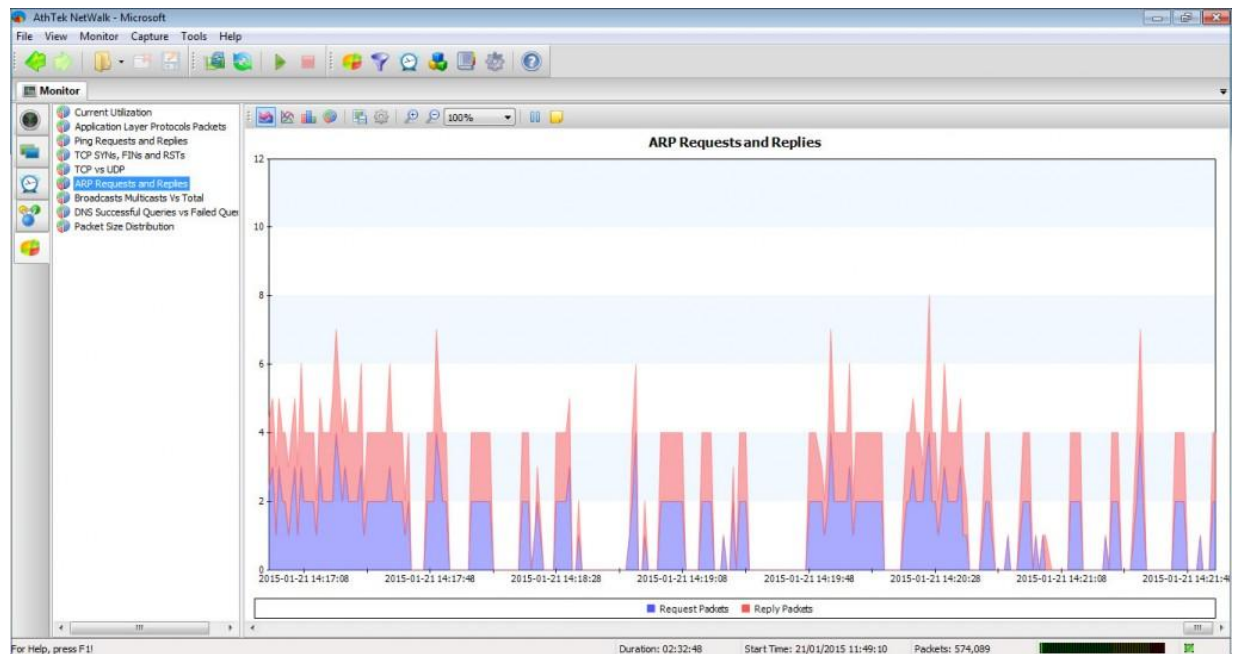 AthTek NetWalk - Microsoft
File View Monitor Capture Tools Help
Monitor
Current Utilization
Application Layer Protocols Packets
Ping Requests and Replies
TCP SYNs, FINs and RSTs
TCP vs UDP
ARP Requests and Replies
Broadcasts Multicasts Vs Total
DNS Successful Queries vs Failed Quer
Packet Size Distribution
100%
ARP Requests and Replies
12
10
8
6
4
2
0
2015-01-21 14:17:08 2015-01-21 14:17:48 2015-01-21 14:18:28 2015-01-21 14:19:08 2015-01-21 14:19:48 2015-01-21 14:20:28 2015-01-21 14:21:08 2015-01-21 14:21:4
Request Packets Reply Packets
For Help, press F1! Duration: 02:32:48 Start Time: 21/01/2015 11:49:10 Packets: 574,089